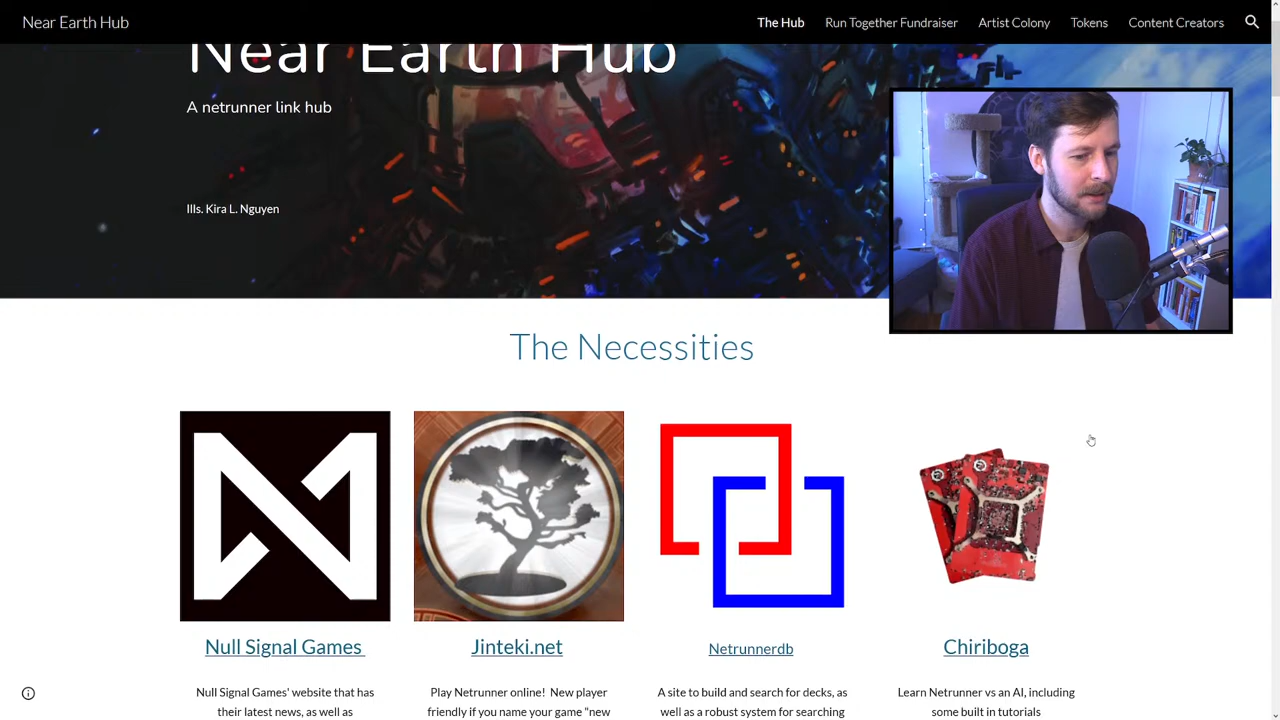 Near Earth Hub
The Hub
Run Together Fundraiser
Artist Colony
Tokens
Content Creators
Near Earth Hub
A netrunner link hub
Ills. Kira L. Nguyen
The Necessities
Null Signal Games
Jinteki.net
Netrunnerdb
Chiriboga
Null Signal Games' website that has
their latest news, as well as
Play Netrunner online! New player
friendly if you name your game "new
A site to build and search for decks, as
well as a robust system for searching
Learn Netrunner vs an AI, including
some built in tutorials